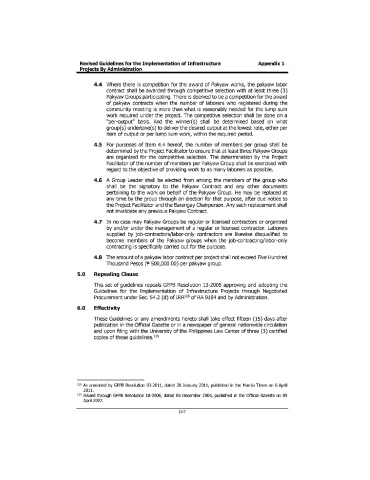 Revised Guidelines for the Implementation of Infrastructure Appendix 1
Projects By Administration
4.4 Where there is competition for the award of Pakyaw works, the pakyaw labor
contract shall be awarded through competitive selection with at least three (3)
Pakyaw Groups participating. There is deemed to be a competition for the award
of pakyaw contracts when the number of laborers who registered during the
community meeting is more than what is reasonably needed for the lump sum
work required under the project. The competitive selection shall be done on a
"per-output" basis. And the winner(s) shall be determined based on what
group(s) undertake(s) to deliver the desired output at the lowest rate, either per
item of output or per lump sum work, within the required period.
4.5 For purposes of Item 4.4 hereof, the number of members per group shall be
determined by the Project Facilitator to ensure that at least three Pakyaw Groups
are organized for the competitive selection. The determination by the Project
Facilitator of the number of members per Pakyaw Group shall be exercised with
regard to the objective of providing work to as many laborers as possible.
4.6 A Group Leader shall be elected from among the members of the group who
shall be the signatory to the Pakyaw Contract and any other documents
pertaining to the work on behalf of the Pakyaw Group. He may be replaced at
any time by the group through an election for that purpose, after due notice to
the Project Facilitator and the Barangay Chairperson. Any such replacement shall
not invalidate any previous Pakyaw Contract.
4.7 In no case may Pakyaw Groups be regular or licensed contractors or organized
by and/or under the management of a regular or licensed contractor. Laborers
supplied by job-contractors/labor-only contractors are likewise disqualified to
become members of the Pakyaw groups when the job-contracting/labor-only
contracting is specifically carried out for the purpose.
4.8 The amount of a pakyaw labor contract per project shall not exceed Five Hundred
Thousand Pesos (₱ 500,000.00) per pakyaw group.
5.0 Repealing Clause
This set of guidelines repeals GPPB Resolution 13-2005 approving and adopting the
Guidelines for the Implementation of Infrastructure Projects through Negotiated
Procurement under Sec. 54.2 (d) of IRR of RA 9184 and by Administration.
6.0 Effectivity
These Guidelines or any amendments hereto shall take effect fifteen (15) days after
publication in the Official Gazette or in a newspaper of general nationwide circulation
and upon filing with the University of the Philippines Law Center of three (3) certified
copies of these guidelines.
As amended by GPPB Resolution 03-2011, dated 28 January 2011, published in the Manila Times on 6 April
2011.
Issued through GPPB Resolution 18-2006, dated 06 December 2006, published in the Official Gazette on 09
April 2007.